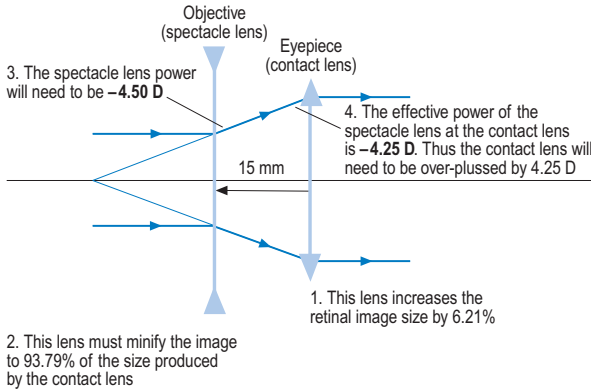 Objective
(spectacle lens)
Eyepiece
(contact lens)
3. The spectacle lens power
will need to be –4.50 D
4. The effective power of the
spectacle lens at the contact lens
is –4.25 D. Thus the contact lens will
need to be over-plussed by 4.25 D
15 mm
1. This lens increases the
retinal image size by 6.21%
2. This lens must minify the image
to 93.79% of the size produced
by the contact lens